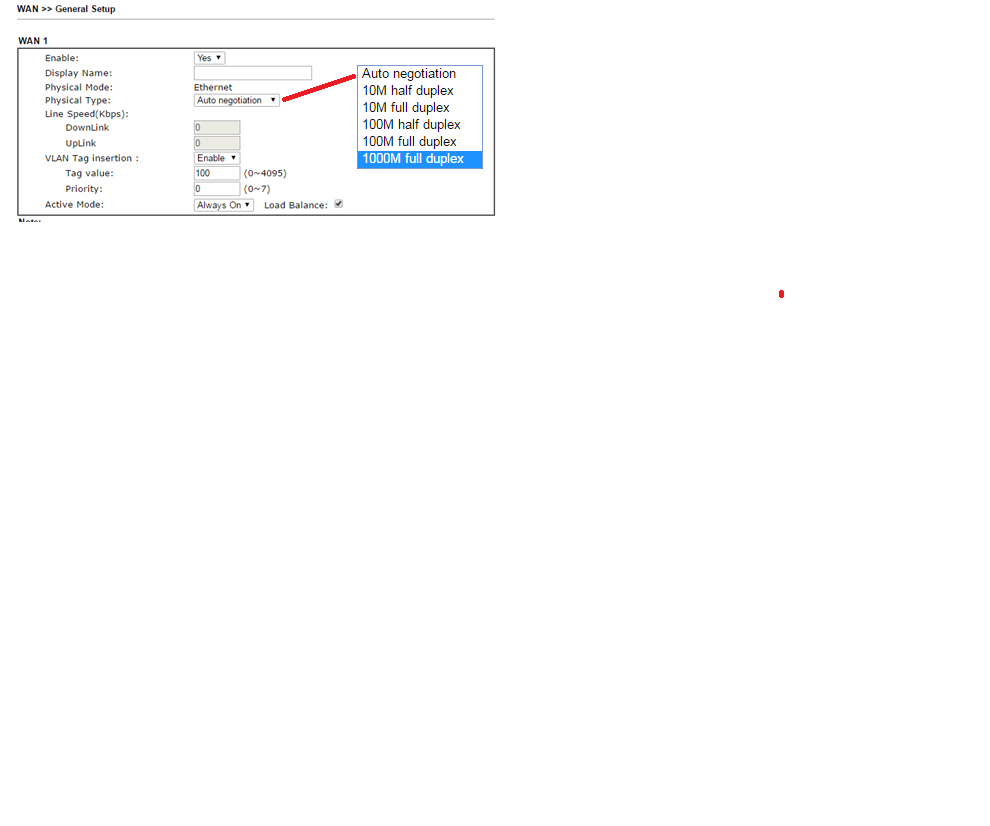 WAN >> General Setup
WAN 1
Enable: Yes
Display Name:
Physical Mode: Ethernet
Physical Type: Auto negotiation
Line Speed(Kbps):
DownLink 0
UpLink 0
VLAN Tag insertion : Enable
Tag value: 100 (0~4095)
Priority: 0 (0~7)
Active Mode: Always On Load Balance:
Auto negotiation
10M half duplex
10M full duplex
100M half duplex
100M full duplex
1000M full duplex